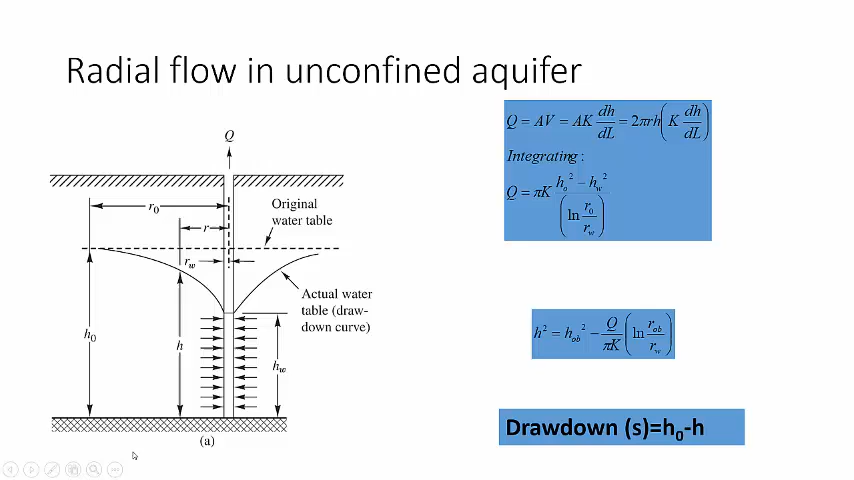 Radial flow in unconfined aquifer
Q
r₀
Original
water table
r
r_w
Actual water
table (draw-
down curve)
h₀
h
h_w
(a)
Q = AV = AK dh/dL = 2πrh(K dh/dL)
Integrating :
Q = πK (h_o² − h_w²)/(ln r₀/r_w)
h² = h_ob² − Q/πK (ln r_ob/r_w)
Drawdown (s)=h₀-h